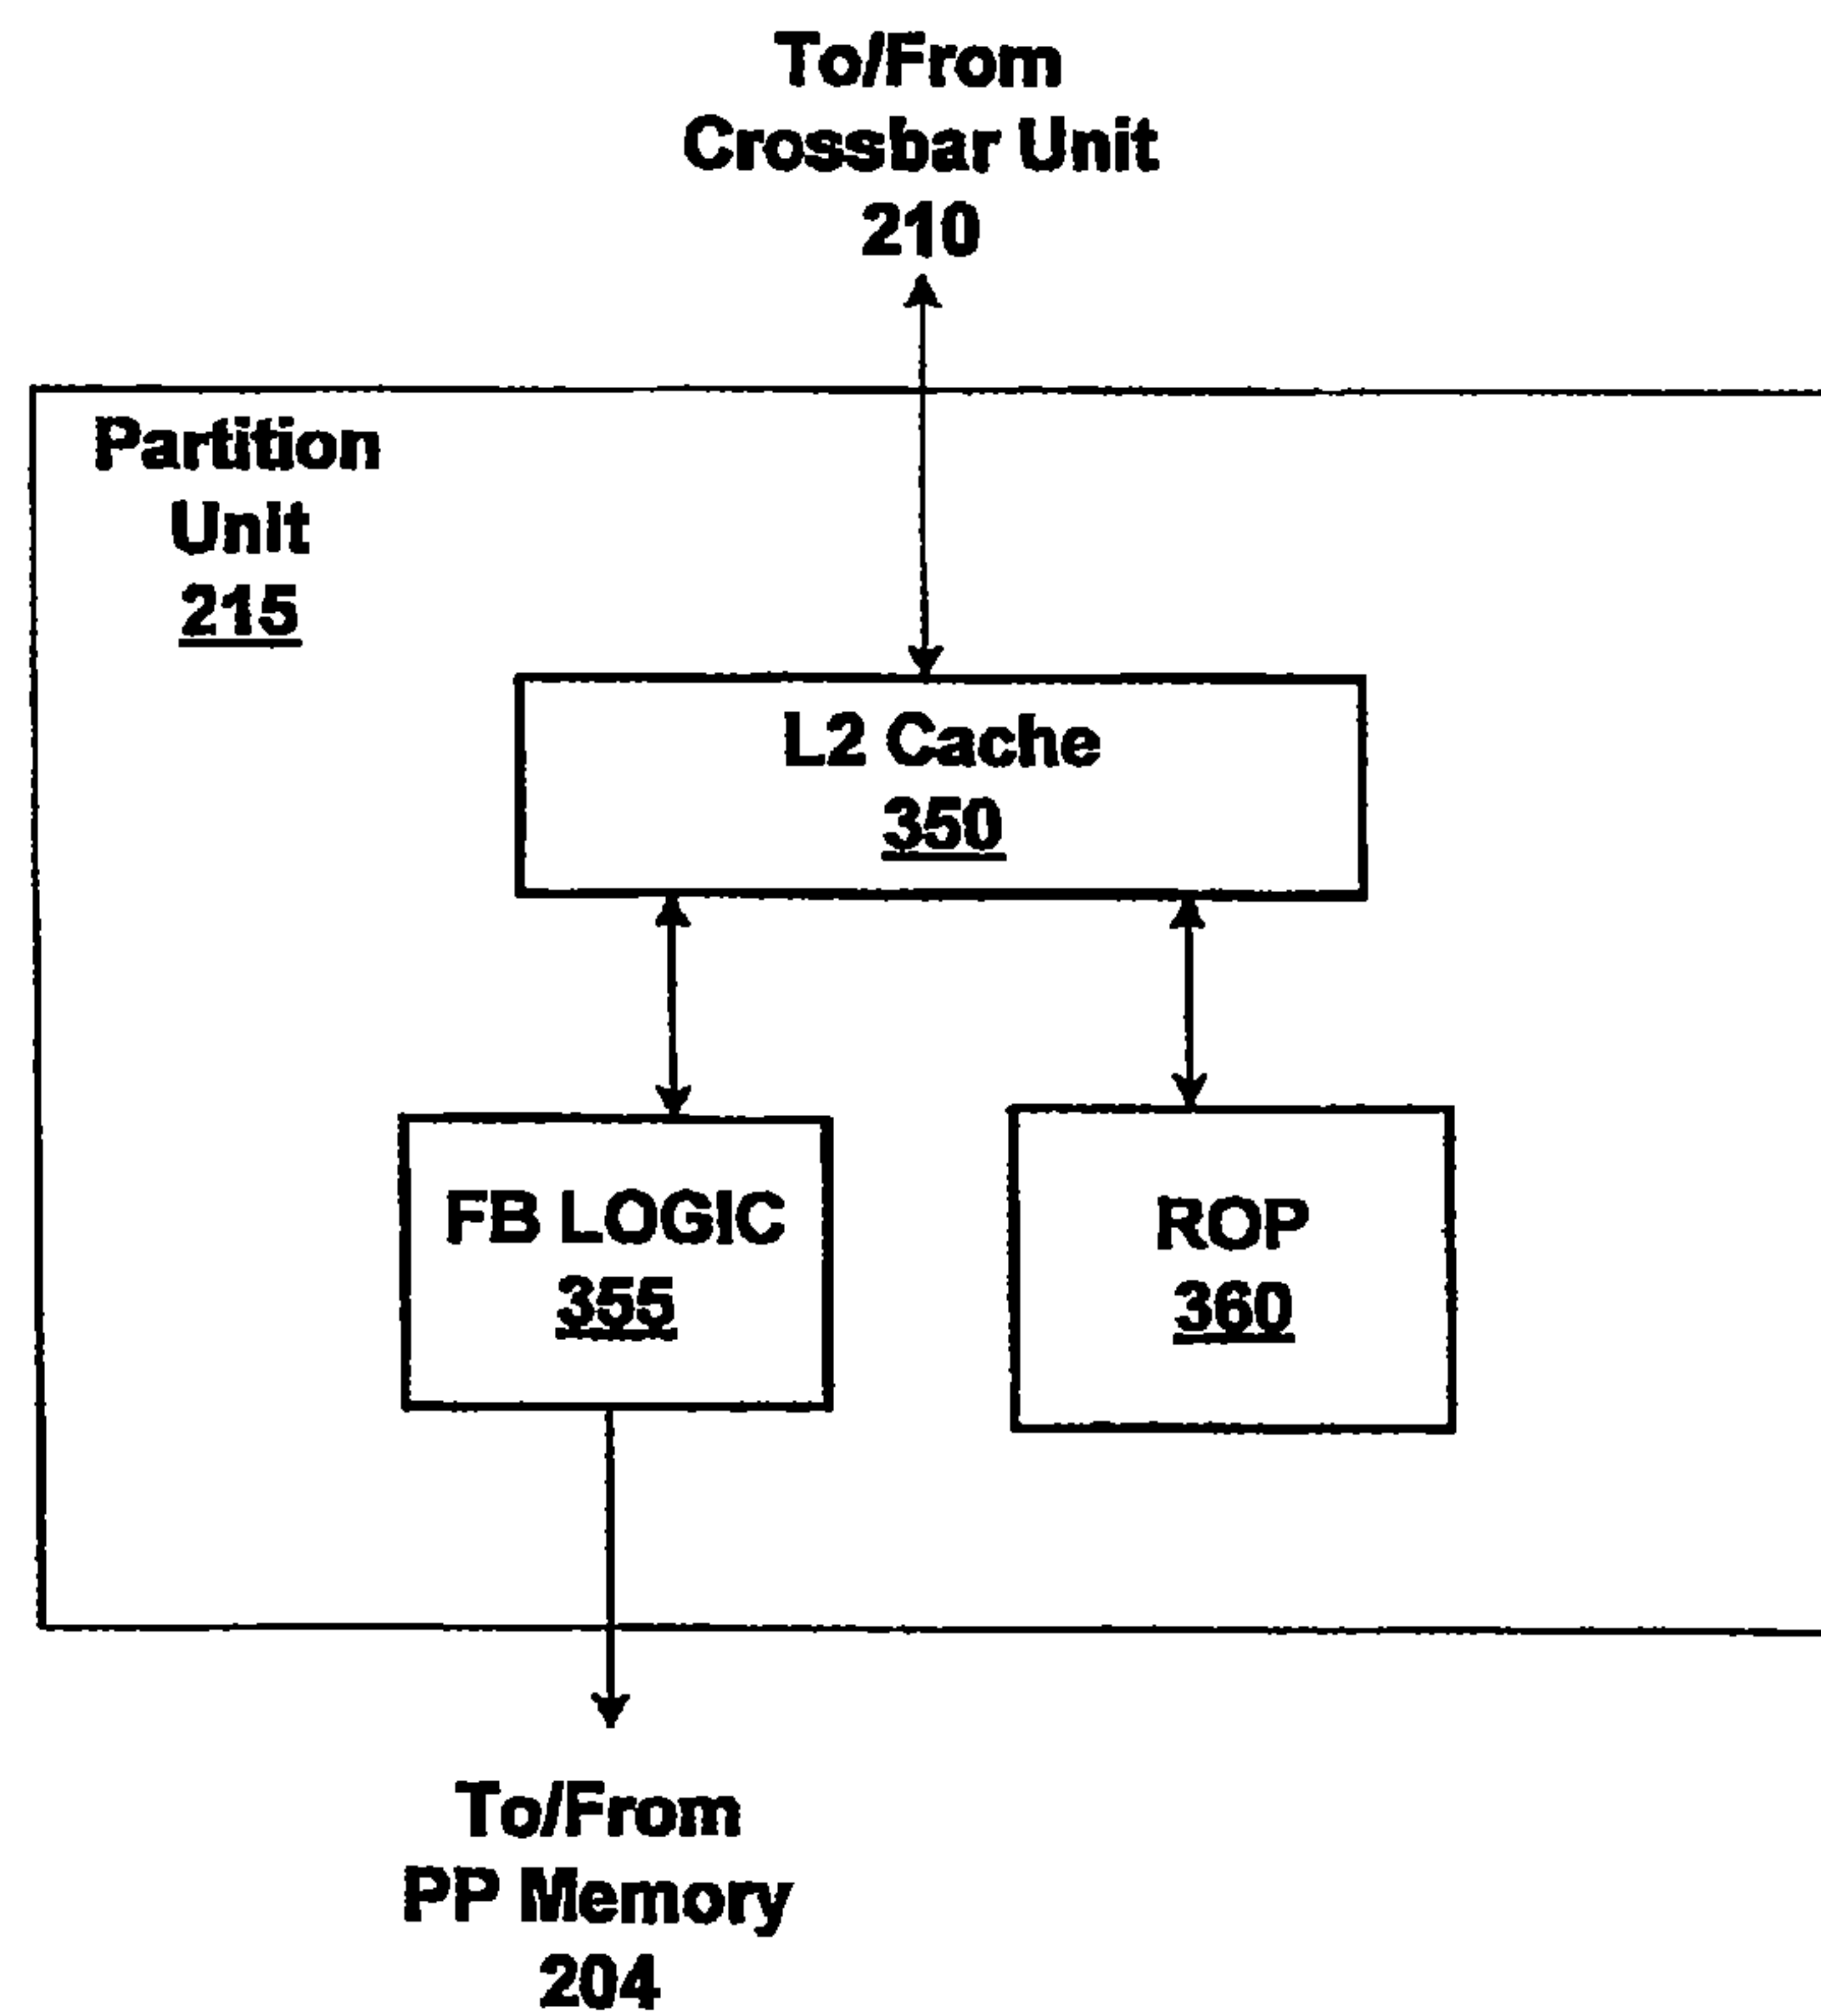 To/From
Crossbar Unit
210
Partition
Unit
215
L2 Cache
350
FB LOGIC
355
ROP
360
To/From
PP Memory
204